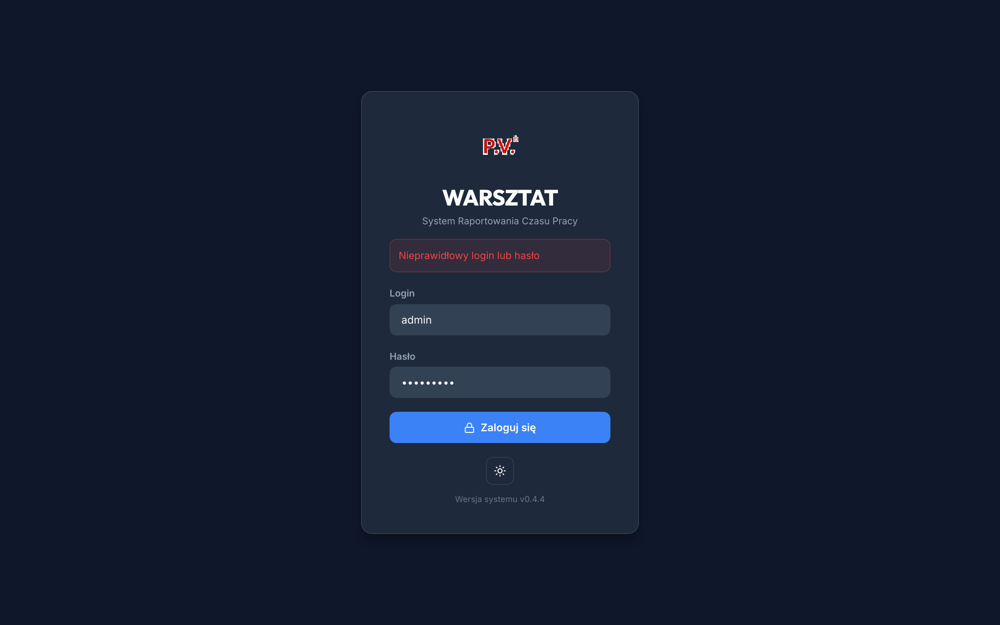 P.V.®
WARSZTAT
System Raportowania Czasu Pracy
Nieprawidłowy login lub hasło
Login
admin
Hasło
•••••••••
Zaloguj się
Wersja systemu v0.4.4